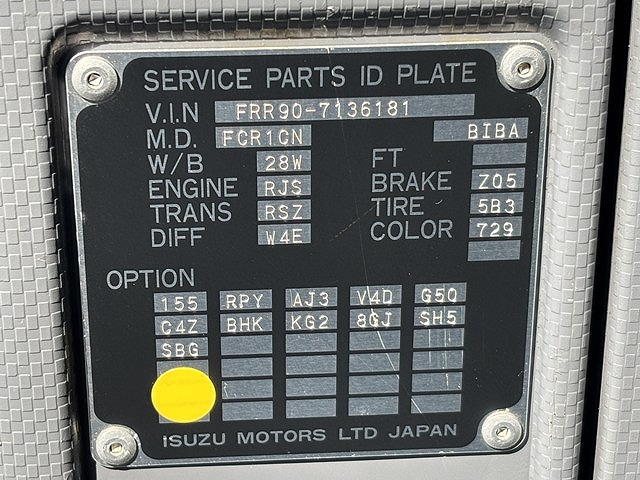 SERVICE PARTS ID PLATE
V.I.N FRR90-7136181
M.D. FCR1CN BIBA
W/B 28W FT
ENGINE RJS BRAKE Z05
TRANS RSZ TIRE 5B3
DIFF W4E COLOR 729
OPTION
155 RPY AJ3 V4D G5Q
C4Z BHK KG2 8GJ SH5
SBG
ISUZU MOTORS LTD JAPAN